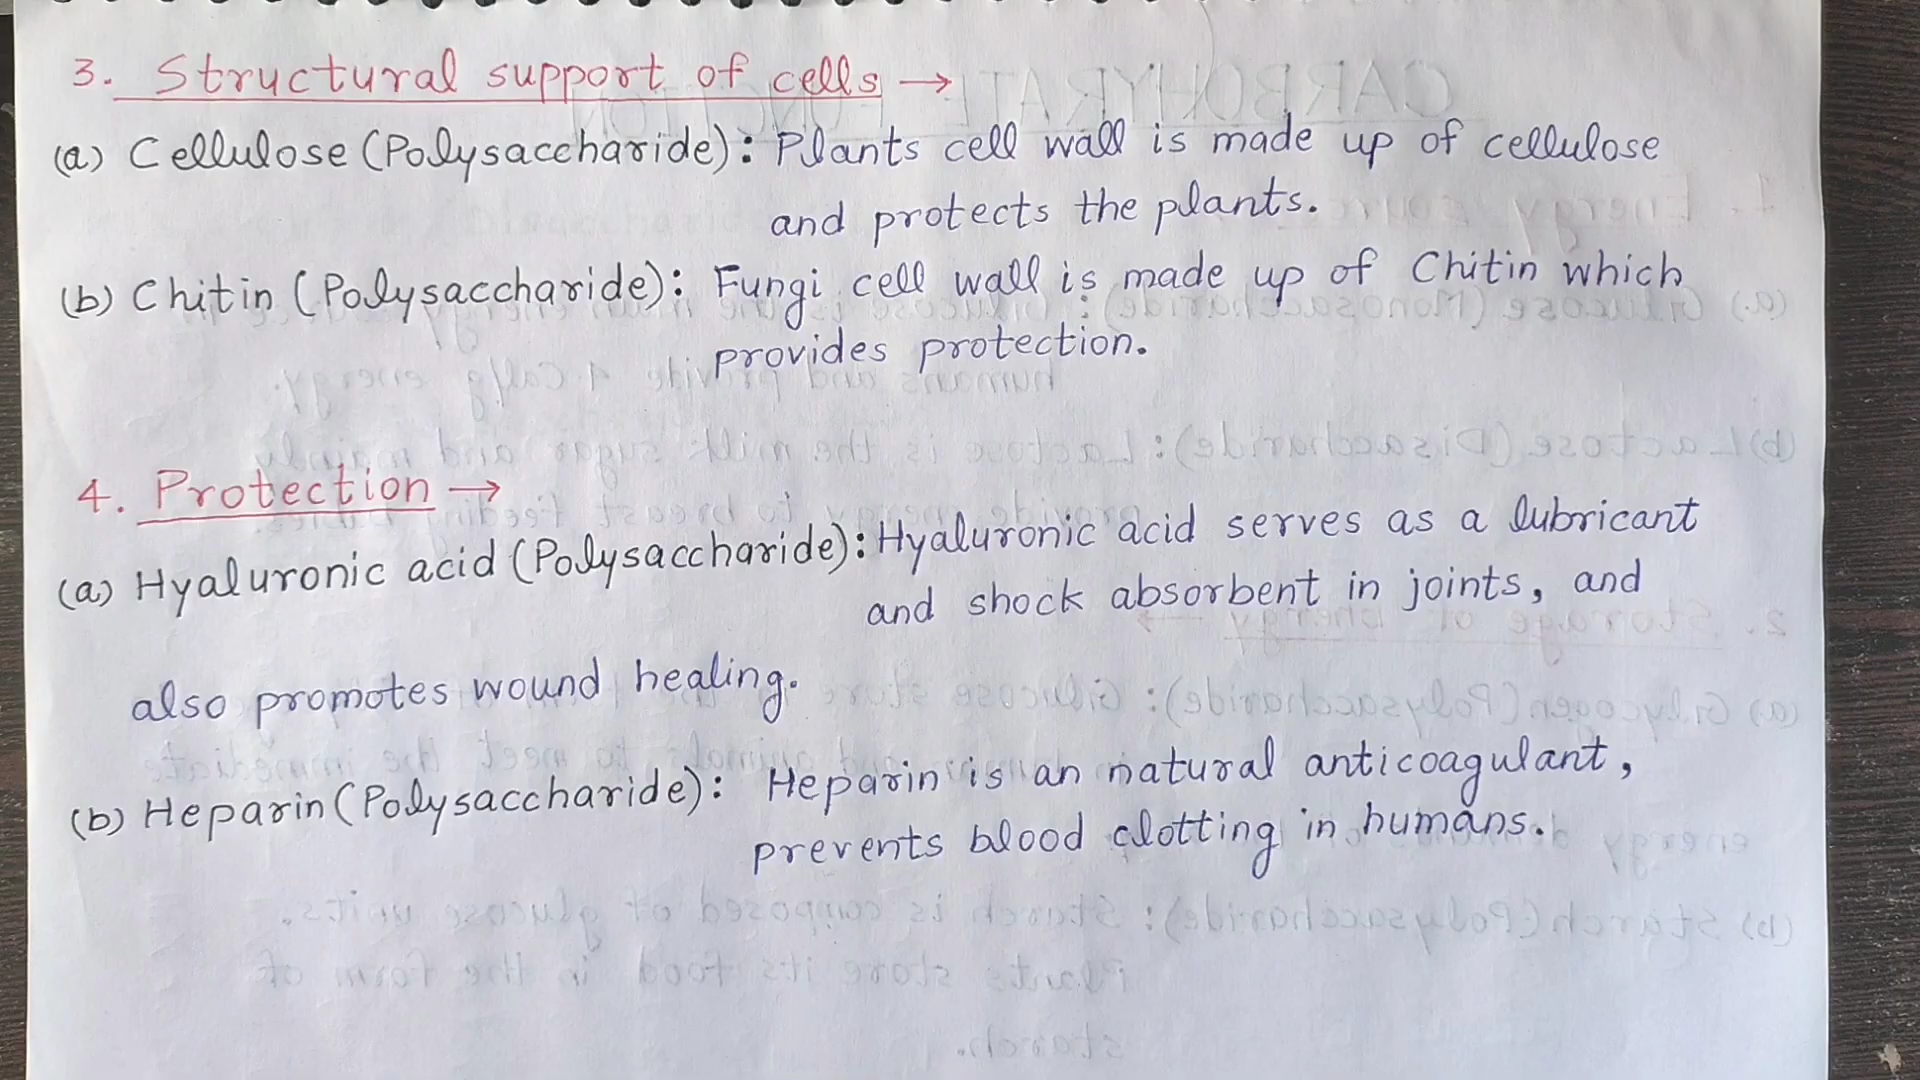 3. Structural support of cells →
(a) Cellulose (Polysaccharide): Plants cell wall is made up of cellulose
and protects the plants.
(b) Chitin (Polysaccharide): Fungi cell wall is made up of Chitin which
provides protection.
4. Protection →
(a) Hyaluronic acid (Polysaccharide): Hyaluronic acid serves as a lubricant
and shock absorbent in joints, and
also promotes wound healing.
(b) Heparin (Polysaccharide): Heparin is an natural anticoagulant,
prevents blood clotting in humans.